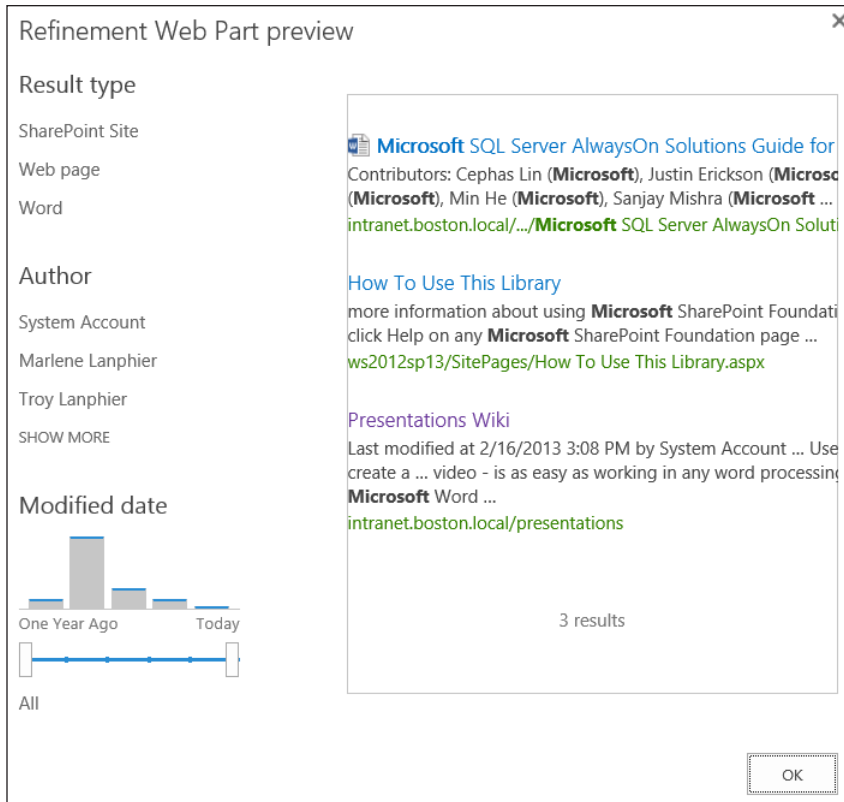 Refinement Web Part preview
Result type
SharePoint Site
Web page
Word
Author
System Account
Marlene Lanphier
Troy Lanphier
SHOW MORE
Modified date
One Year Ago Today
All
Microsoft SQL Server AlwaysOn Solutions Guide for
Contributors: Cephas Lin (Microsoft), Justin Erickson (Microsc
(Microsoft), Min He (Microsoft), Sanjay Mishra (Microsoft ...
intranet.boston.local/.../Microsoft SQL Server AlwaysOn Soluti
How To Use This Library
more information about using Microsoft SharePoint Foundati
click Help on any Microsoft SharePoint Foundation page ...
ws2012sp13/SitePages/How To Use This Library.aspx
Presentations Wiki
Last modified at 2/16/2013 3:08 PM by System Account ... Use
create a ... video - is as easy as working in any word processing
Microsoft Word ...
intranet.boston.local/presentations
3 results
OK